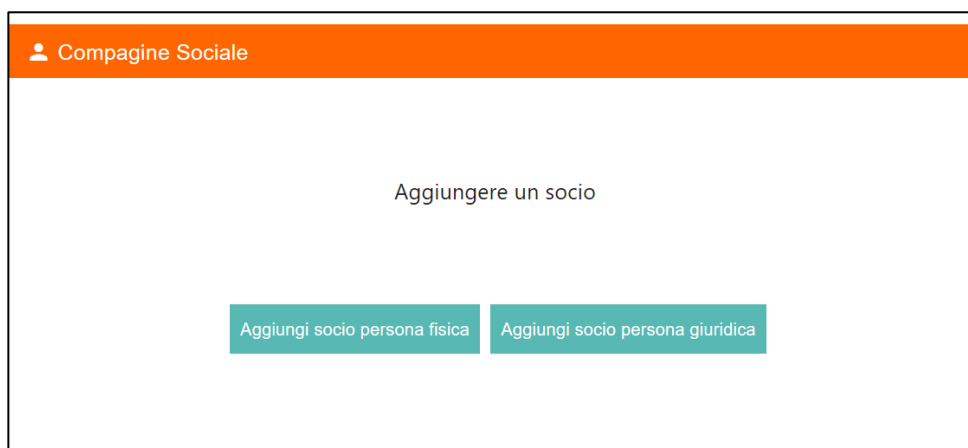 Compagine Sociale
Aggiungere un socio
Aggiungi socio persona fisica
Aggiungi socio persona giuridica